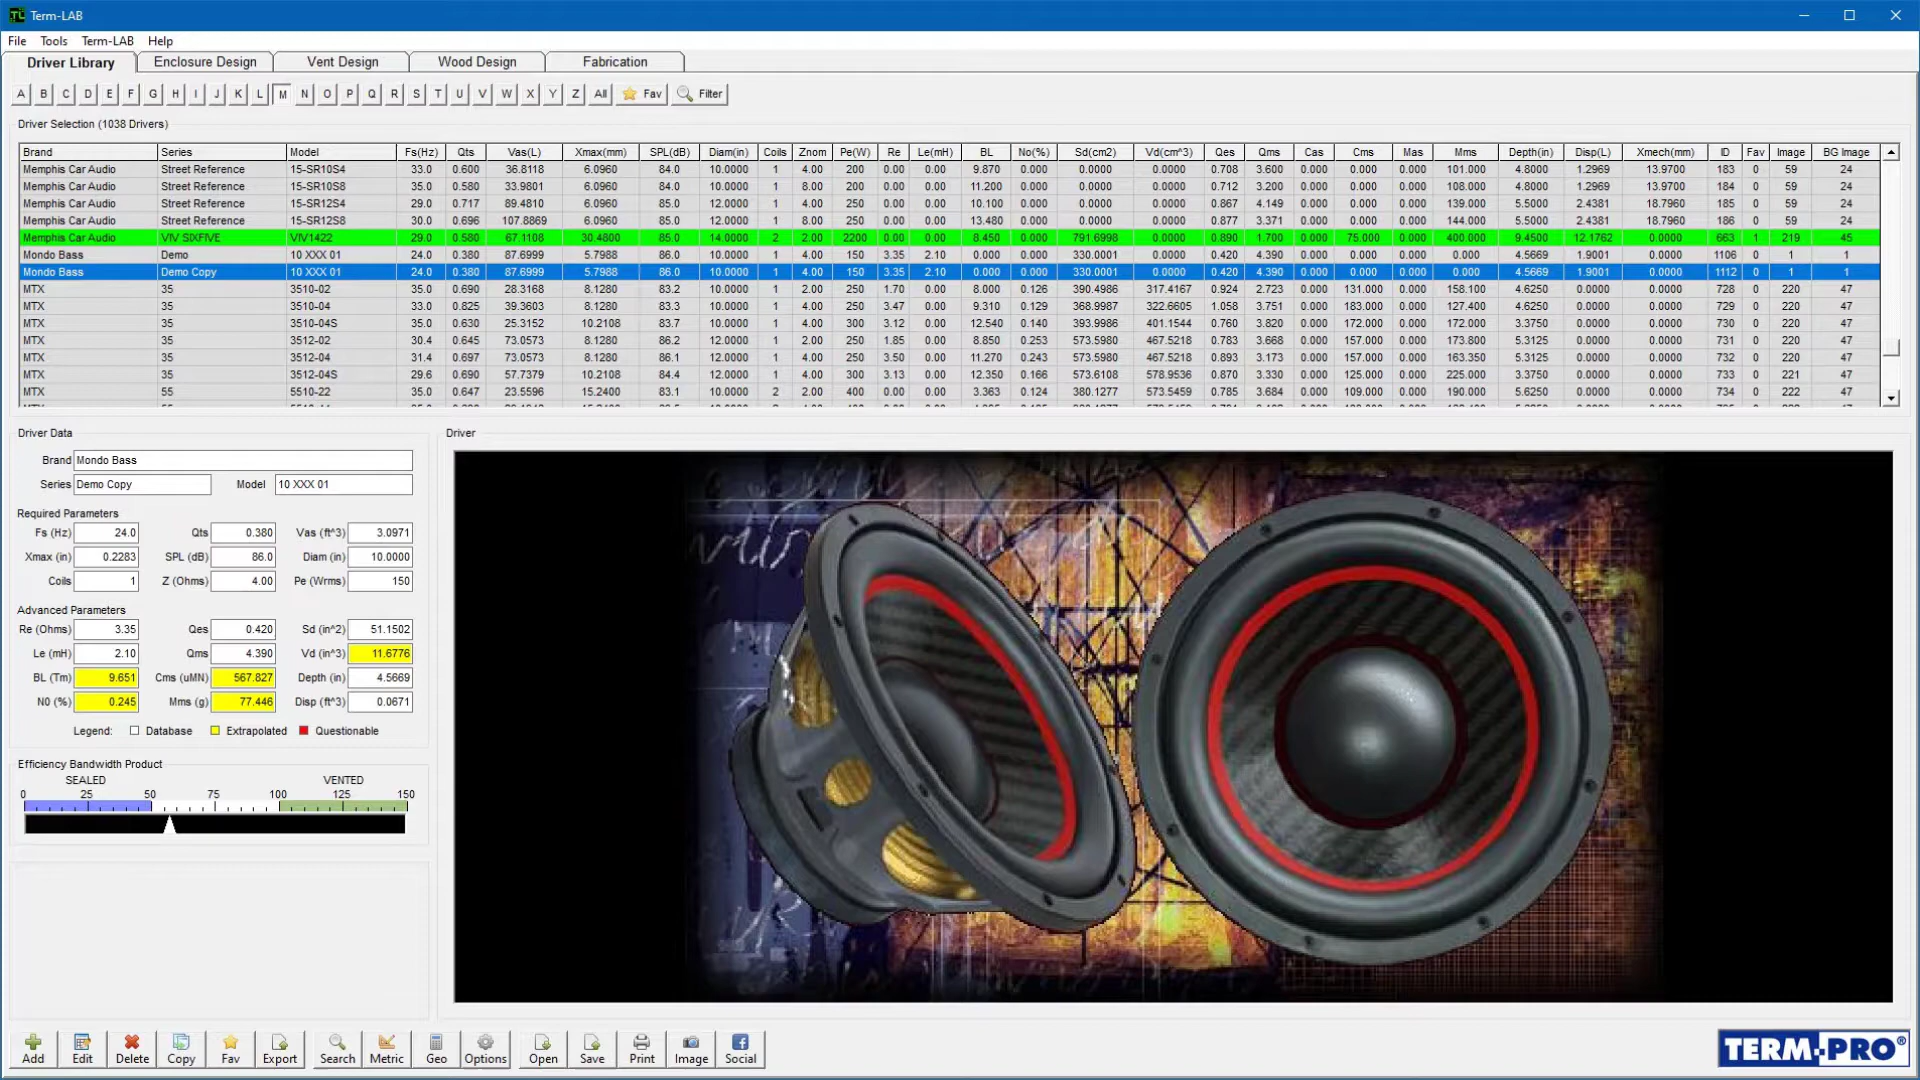 Term-LAB
File Tools Term-LAB Help
Driver Library Enclosure Design Vent Design Wood Design Fabrication
A B C D E F G H I J K L M N O P Q R S T U V W X Y Z All Fav Filter
Driver Selection (1038 Drivers)
Brand Series Model Fs(Hz) Qts Vas(L) Xmax(mm) SPL(dB) Diam(in) Coils Znom Pe(W) Re Le(mH) BL No(%) Sd(cm2) Vd(cm^3) Qes Qms Cas Cms Mas Mms Depth(in) Disp(L) Xmech(mm) ID Fav Image BG Image
Memphis Car Audio Street Reference 15-SR10S4 33.0 0.600 36.8118 6.0960 84.0 10.0000 1 4.00 200 0.00 0.00 9.870 0.000 0.0000 0.0000 0.708 3.600 0.000 0.000 0.000 101.000 4.8000 1.2969 13.9700 183 0 59 24
Memphis Car Audio Street Reference 15-SR10S8 35.0 0.580 33.9801 6.0960 84.0 10.0000 1 8.00 200 0.00 0.00 11.200 0.000 0.0000 0.0000 0.712 3.200 0.000 0.000 0.000 108.000 4.8000 1.2969 13.9700 184 0 59 24
Memphis Car Audio Street Reference 15-SR12S4 29.0 0.717 89.4810 6.0960 85.0 12.0000 1 4.00 250 0.00 0.00 10.100 0.000 0.0000 0.0000 0.867 4.149 0.000 0.000 0.000 139.000 5.5000 2.4381 18.7960 185 0 59 24
Memphis Car Audio Street Reference 15-SR12S8 30.0 0.696 107.8869 6.0960 85.0 12.0000 1 8.00 250 0.00 0.00 13.480 0.000 0.0000 0.0000 0.877 3.371 0.000 0.000 0.000 144.000 5.5000 2.4381 18.7960 186 0 59 24
Memphis Car Audio VIV SIXFIVE VIV1422 29.0 0.580 67.1108 30.4800 85.0 14.0000 2 2.00 2200 0.00 0.00 8.450 0.000 791.6998 0.0000 0.890 1.700 0.000 75.000 0.000 400.000 9.4500 12.1762 0.0000 663 1 219 45
Mondo Bass Demo 10 XXX 01 24.0 0.380 87.6999 5.7988 86.0 10.0000 1 4.00 150 3.35 2.10 0.000 0.000 330.0001 0.0000 0.420 4.390 0.000 0.000 0.000 0.000 4.5669 1.9001 0.0000 1106 0 1 1
Mondo Bass Demo Copy 10 XXX 01 24.0 0.380 87.6999 5.7988 86.0 10.0000 1 4.00 150 3.35 2.10 0.000 0.000 330.0001 0.0000 0.420 4.390 0.000 0.000 0.000 0.000 4.5669 1.9001 0.0000 1112 0 1 1
MTX 35 3510-02 35.0 0.690 28.3168 8.1280 83.2 10.0000 1 2.00 250 1.70 0.00 8.000 0.126 390.4986 317.4167 0.924 2.723 0.000 131.000 0.000 158.100 4.6250 0.0000 0.0000 728 0 220 47
MTX 35 3510-04 33.0 0.825 39.3603 8.1280 83.3 10.0000 1 4.00 250 3.47 0.00 9.310 0.129 368.9987 322.6605 1.058 3.751 0.000 183.000 0.000 127.400 4.6250 0.0000 0.0000 729 0 220 47
MTX 35 3510-04S 35.0 0.630 25.3152 10.2108 83.7 10.0000 1 4.00 300 3.12 0.00 12.540 0.140 393.9986 401.1544 0.760 3.820 0.000 172.000 0.000 172.000 3.3750 0.0000 0.0000 730 0 220 47
MTX 35 3512-02 30.4 0.645 73.0573 8.1280 86.2 12.0000 1 2.00 250 1.85 0.00 8.850 0.253 573.5980 467.5218 0.783 3.668 0.000 157.000 0.000 173.800 5.3125 0.0000 0.0000 731 0 220 47
MTX 35 3512-04 31.4 0.697 73.0573 8.1280 86.1 12.0000 1 4.00 250 3.50 0.00 11.270 0.243 573.5980 467.5218 0.893 3.173 0.000 157.000 0.000 163.350 5.3125 0.0000 0.0000 732 0 220 47
MTX 35 3512-04S 29.6 0.690 57.7379 10.2108 84.4 12.0000 1 4.00 300 3.13 0.00 12.350 0.166 573.6108 578.9536 0.870 3.330 0.000 125.000 0.000 225.000 3.3750 0.0000 0.0000 733 0 221 47
MTX 55 5510-22 35.0 0.647 23.5596 15.2400 83.1 10.0000 2 2.00 400 0.00 0.00 3.363 0.124 380.1277 573.5459 0.785 3.684 0.000 109.000 0.000 190.000 5.6250 0.0000 0.0000 734 0 222 47
Driver Data Driver
Brand Mondo Bass
Series Demo Copy Model 10 XXX 01
Required Parameters
Fs (Hz) 24.0 Qts 0.380 Vas (ft^3) 3.0971
Xmax (in) 0.2283 SPL (dB) 86.0 Diam (in) 10.0000
Coils 1 Z (Ohms) 4.00 Pe (Wrms) 150
Advanced Parameters
Re (Ohms) 3.35 Qes 0.420 Sd (in^2) 51.1502
Le (mH) 2.10 Qms 4.390 Vd (in^3) 11.6776
BL (Tm) 9.651 Cms (uMN) 567.827 Depth (in) 4.5669
N0 (%) 0.245 Mms (g) 77.446 Disp (ft^3) 0.0671
Legend: Database Extrapolated Questionable
Efficiency Bandwidth Product
SEALED VENTED
0 25 50 75 100 125 150
Add Edit Delete Copy Fav Export Search Metric Geo Options Open Save Print Image Social
TERM-PRO®